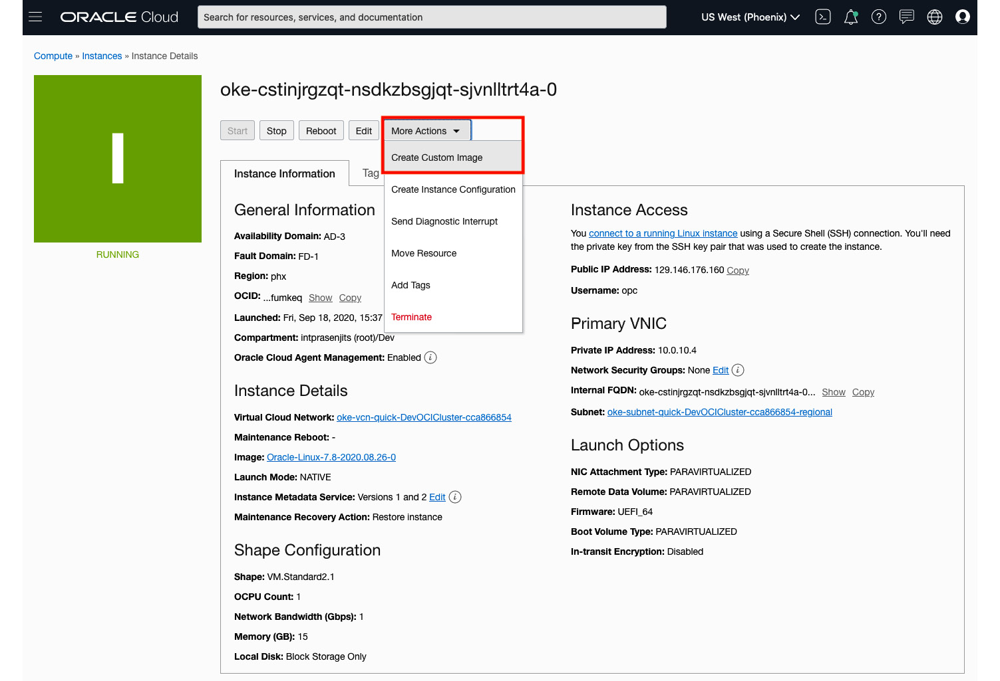 ORACLE Cloud
Search for resources, services, and documentation
US West (Phoenix)
Compute » Instances » Instance Details
I
RUNNING
oke-cstinjrgzqt-nsdkzbsgjqt-sjvnlltrt4a-0
Start Stop Reboot Edit More Actions
Create Custom Image
Create Instance Configuration
Send Diagnostic Interrupt
Move Resource
Add Tags
Terminate
Instance Information Tag
General Information
Availability Domain: AD-3
Fault Domain: FD-1
Region: phx
OCID: ...fumkeq Show Copy
Launched: Fri, Sep 18, 2020, 15:37
Compartment: intprasenjits (root)/Dev
Oracle Cloud Agent Management: Enabled i
Instance Details
Virtual Cloud Network: oke-vcn-quick-DevOCICluster-cca866854
Maintenance Reboot: -
Image: Oracle-Linux-7.8-2020.08.26-0
Launch Mode: NATIVE
Instance Metadata Service: Versions 1 and 2 Edit i
Maintenance Recovery Action: Restore instance
Shape Configuration
Shape: VM.Standard2.1
OCPU Count: 1
Network Bandwidth (Gbps): 1
Memory (GB): 15
Local Disk: Block Storage Only
Instance Access
You connect to a running Linux instance using a Secure Shell (SSH) connection. You'll need
the private key from the SSH key pair that was used to create the instance.
Public IP Address: 129.146.176.160 Copy
Username: opc
Primary VNIC
Private IP Address: 10.0.10.4
Network Security Groups: None Edit i
Internal FQDN: oke-cstinjrgzqt-nsdkzbsgjqt-sjvnlltrt4a-0... Show Copy
Subnet: oke-subnet-quick-DevOCICluster-cca866854-regional
Launch Options
NIC Attachment Type: PARAVIRTUALIZED
Remote Data Volume: PARAVIRTUALIZED
Firmware: UEFI_64
Boot Volume Type: PARAVIRTUALIZED
In-transit Encryption: Disabled